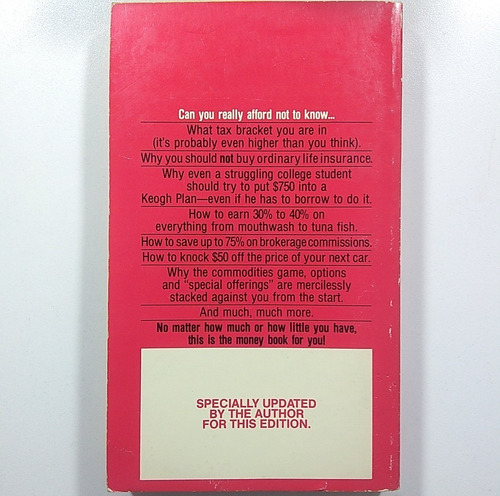 Can you really afford not to know...
What tax bracket you are in
(it's probably even higher than you think).
Why you should not buy ordinary life insurance.
Why even a struggling college student
should try to put $750 into a
Keogh Plan—even if he has to borrow to do it.
How to earn 30% to 40% on
everything from mouthwash to tuna fish.
How to save up to 75% on brokerage commissions.
How to knock $50 off the price of your next car.
Why the commodities game, options
and "special offerings" are mercilessly
stacked against you from the start.
And much, much more.
No matter how much or how little you have,
this is the money book for you!
SPECIALLY UPDATED
BY THE AUTHOR
FOR THIS EDITION.